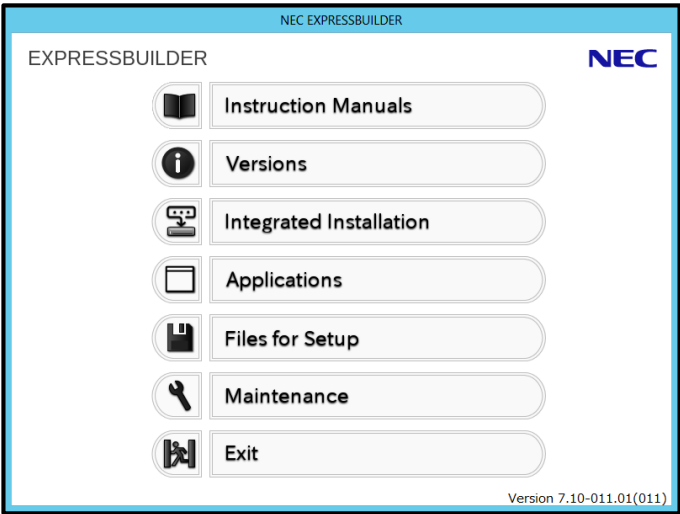 NEC EXPRESSBUILDER
EXPRESSBUILDER
NEC
Instruction Manuals
Versions
Integrated Installation
Applications
Files for Setup
Maintenance
Exit
Version 7.10-011.01(011)